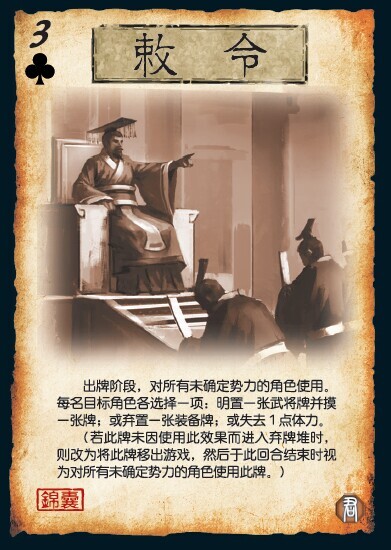 3
敕令
出牌阶段，对所有未确定势力的角色使用。
每名目标角色各选择一项：明置一张武将牌并摸
一张牌；或弃置一张装备牌；或失去1点体力。
（若此牌未因使用此效果而进入弃牌堆时，
则改为将此牌移出游戏，然后于此回合结束时视
为对所有未确定势力的角色使用此牌。）
錦囊
君